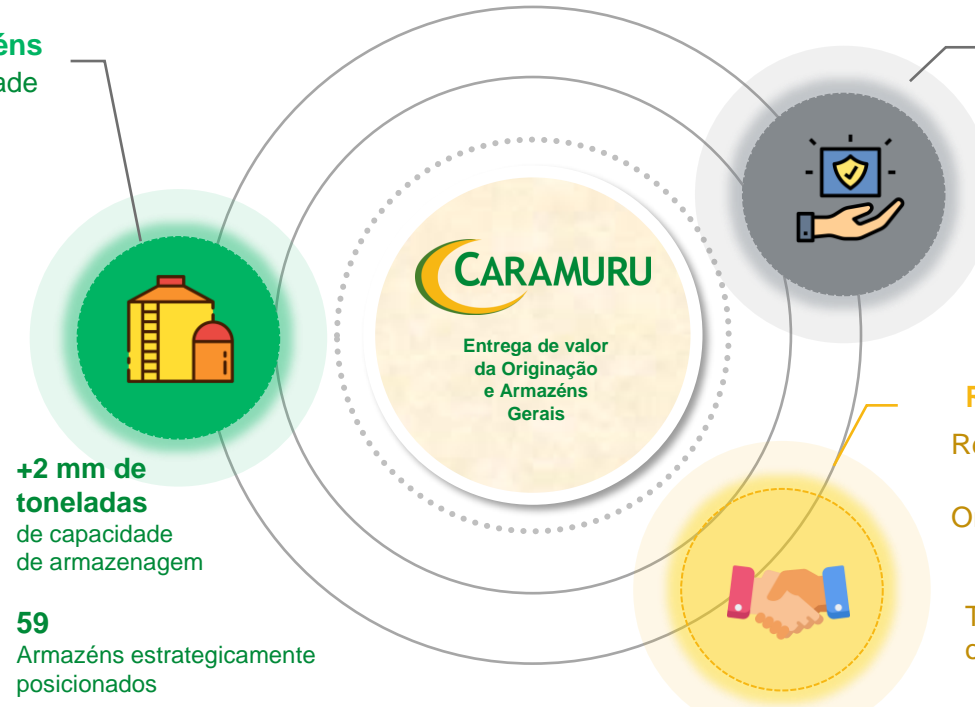 éns
ade
CARAMURU
Entrega de valor
da Originação
e Armazéns
Gerais
+2 mm de
toneladas
de capacidade
de armazenagem
59
Armazéns estrategicamente
posicionados